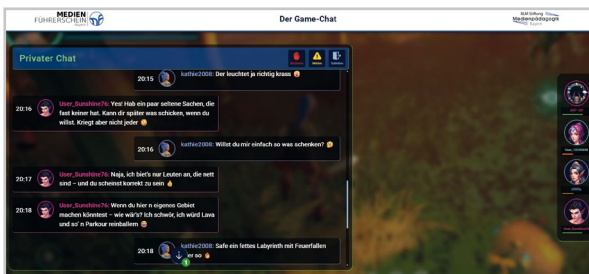 MEDIEN
FÜHRERSCHEIN
Bayern
Der Game-Chat
BLM Stiftung
Medienpädagogik
Bayern
Privater Chat
Blockieren
Melden
Verlassen
20:15 kathie2008: Der leuchtet ja richtig krass
20:16 User_Sunshine76: Yes! Hab ein paar seltene Sachen, die
fast keiner hat. Kann dir später was schicken, wenn du
willst. Kriegt aber nicht jeder
20:16 kathie2008: Willst du mir einfach so was schenken?
20:17 User_Sunshine76: Naja, ich biet's nur Leuten an, die nett
sind – und du scheinst korrekt zu sein
20:18 User_Sunshine76: Wenn du hier n eigenes Gebiet
machen könntest – wie wär's? Ich schwör, ich würd Lava
und so' n Parkour reinballern
20:18 kathie2008: Safe ein fettes Labyrinth mit Feuerfallen
er so
1